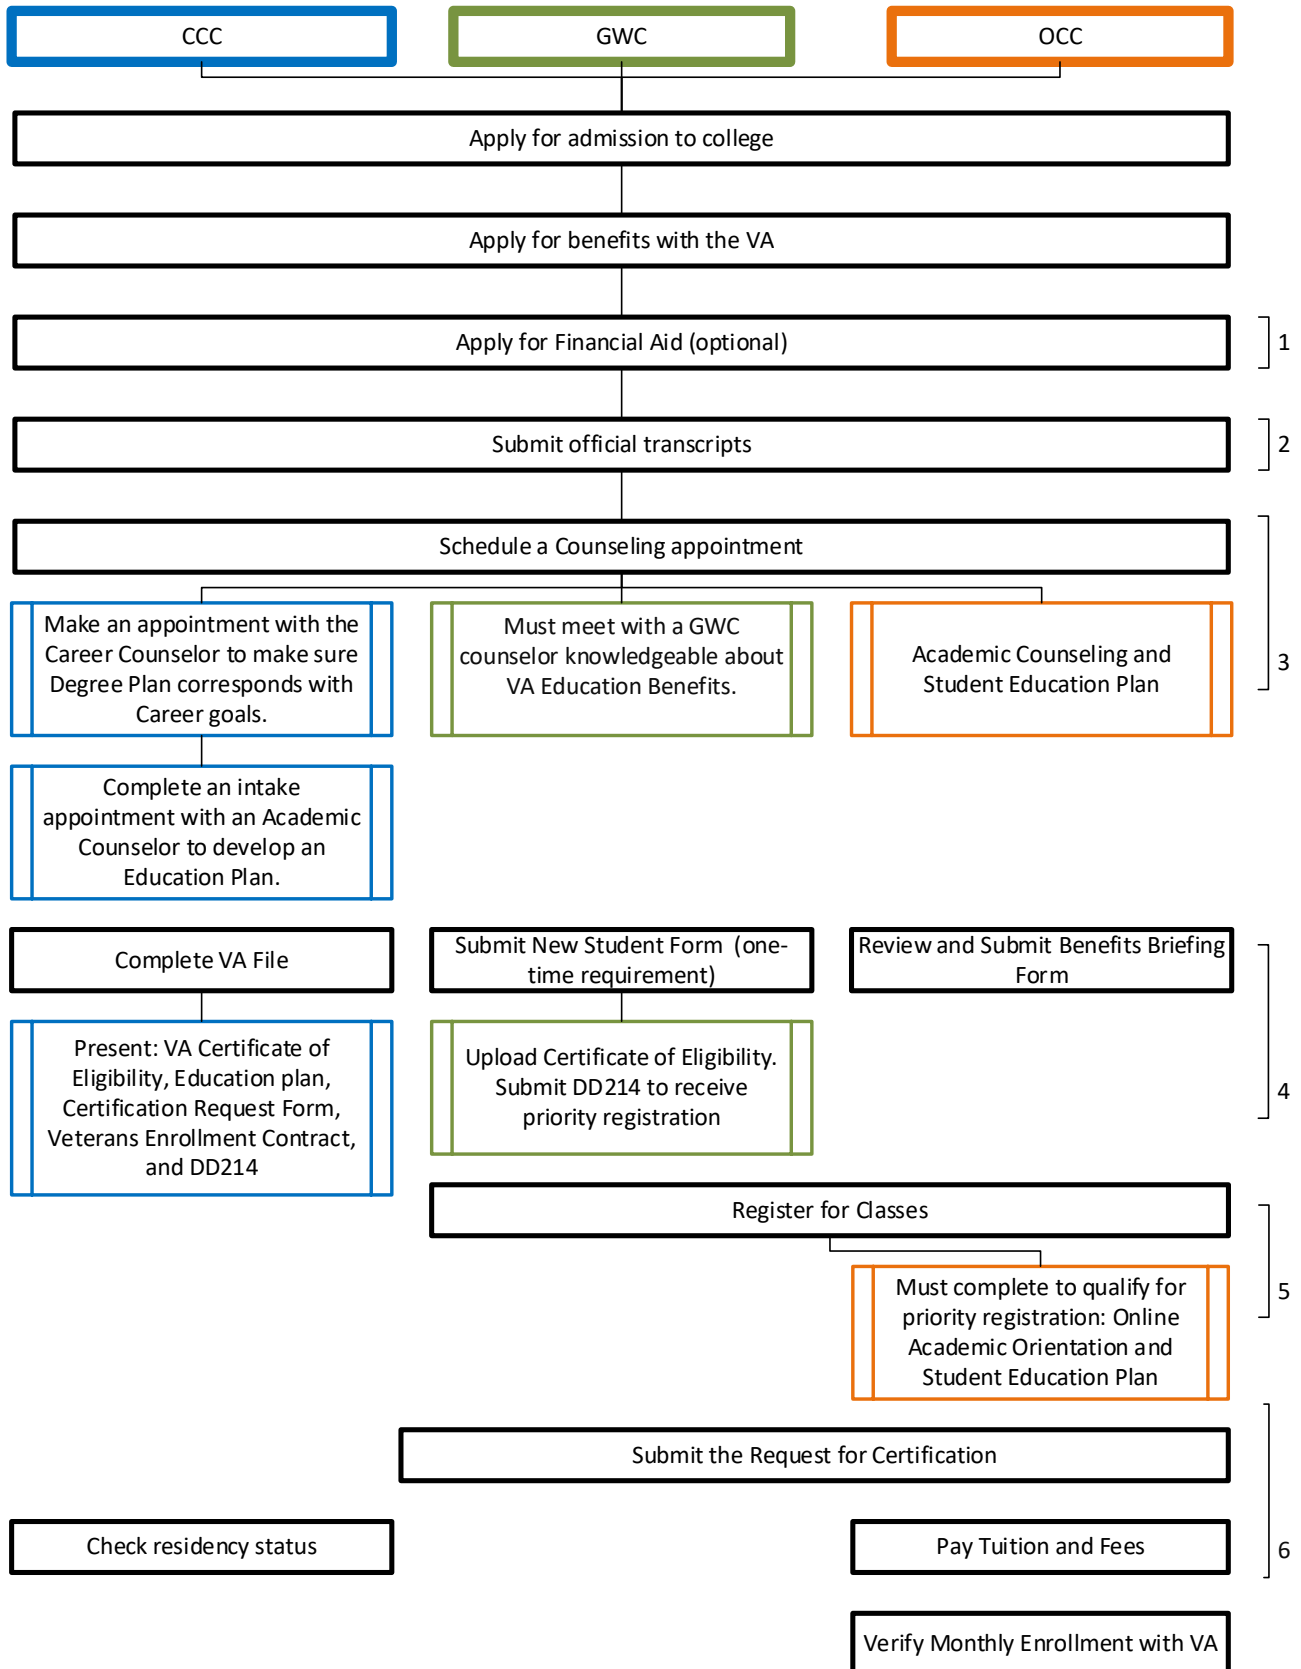 CCC
GWC
OCC
Apply for admission to college
Apply for benefits with the VA
Apply for Financial Aid (optional)
1
Submit official transcripts
2
Schedule a Counseling appointment
Make an appointment with the
Career Counselor to make sure
Degree Plan corresponds with
Career goals.
Must meet with a GWC
counselor knowledgeable about
VA Education Benefits.
Academic Counseling and
Student Education Plan
3
Complete an intake
appointment with an Academic
Counselor to develop an
Education Plan.
Complete VA File
Submit New Student Form (one-
time requirement)
Review and Submit Benefits Briefing
Form
Present: VA Certificate of
Eligibility, Education plan,
Certification Request Form,
Veterans Enrollment Contract,
and DD214
Upload Certificate of Eligibility.
Submit DD214 to receive
priority registration
4
Register for Classes
Must complete to qualify for
priority registration: Online
Academic Orientation and
Student Education Plan
5
Submit the Request for Certification
Check residency status
Pay Tuition and Fees
6
Verify Monthly Enrollment with VA